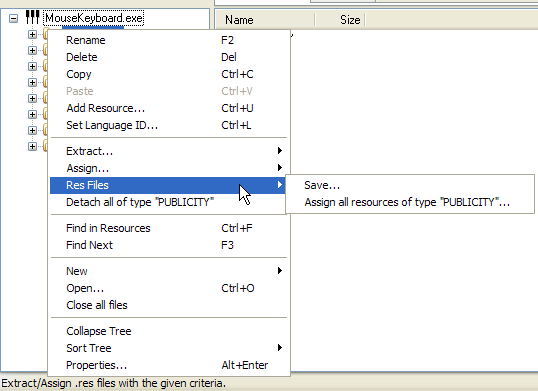 MouseKeyboard.exe
Name Size
Rename F2
Delete Del
Copy Ctrl+C
Paste Ctrl+V
Add Resource... Ctrl+U
Set Language ID... Ctrl+L
Extract...
Assign...
Res Files
Save...
Detach all of type "PUBLICITY"
Assign all resources of type "PUBLICITY"...
Find in Resources Ctrl+F
Find Next F3
New
Open... Ctrl+O
Close all files
Collapse Tree
Sort Tree
Properties... Alt+Enter
Extract/Assign .res files with the given criteria.